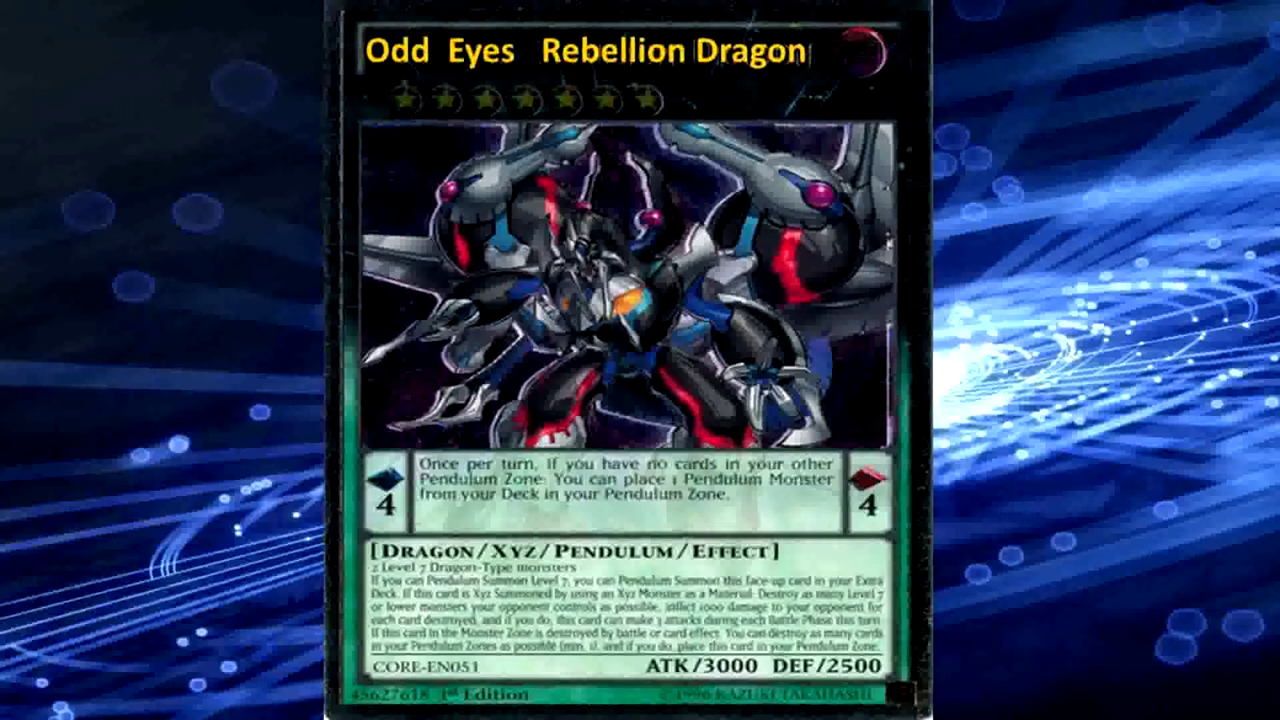 Odd Eyes Rebellion Dragon
Once per turn, if you have no cards in your other
Pendulum Zone: You can place 1 Pendulum Monster
from your Deck in your Pendulum Zone.
4
4
[DRAGON/XYZ/PENDULUM/EFFECT]
2 Level 7 Dragon-Type monsters
If you can Pendulum Summon Level 7, you can Pendulum Summon this face-up card in your Extra
Deck. If this card is Xyz Summoned by using an Xyz Monster as a Material: Destroy as many Level 7
or lower monsters your opponent controls as possible, inflict 1000 damage to your opponent for
each card destroyed, and if you do, this card can make 3 attacks during each Battle Phase this turn.
If this card in the Monster Zone is destroyed by battle or card effect: You can destroy as many cards
in your Pendulum Zones as possible (min. 1), and if you do, place this card in your Pendulum Zone.
CORE-EN051
ATK/3000 DEF/2500
45627618 1st Edition
©1996 KAZUKI TAKAHASHI